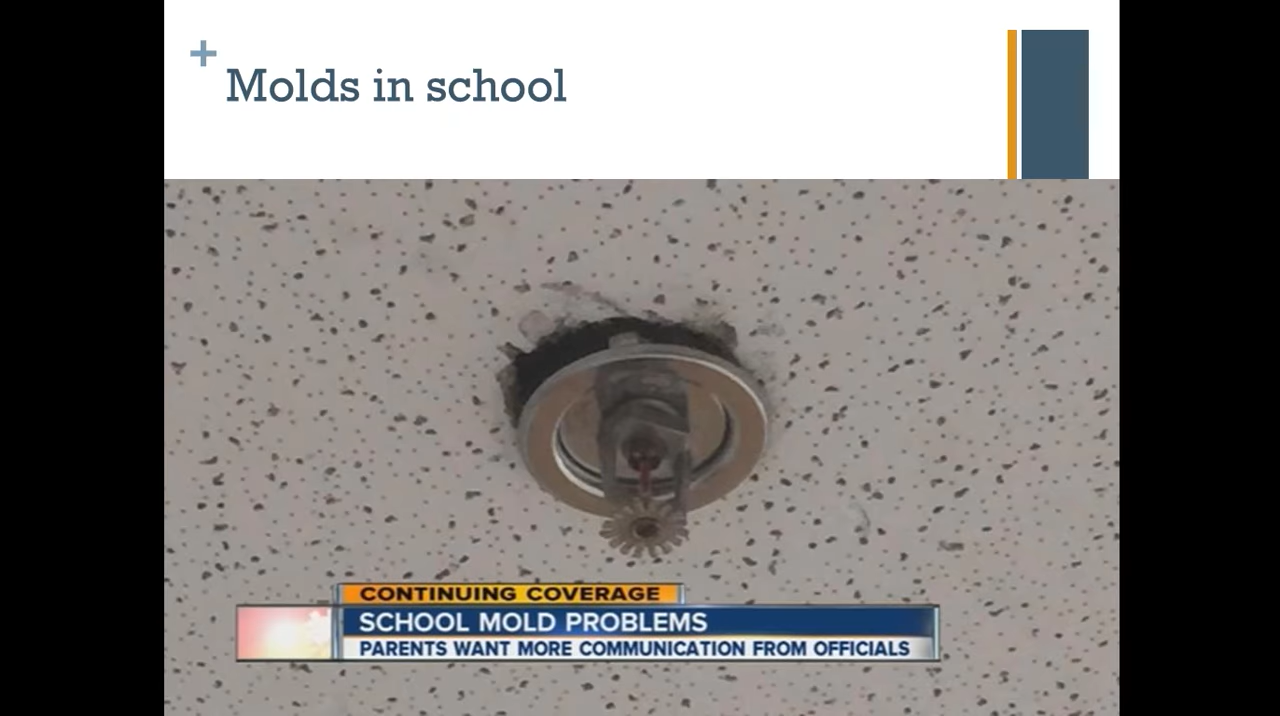 +
Molds in school
CONTINUING COVERAGE
SCHOOL MOLD PROBLEMS
PARENTS WANT MORE COMMUNICATION FROM OFFICIALS